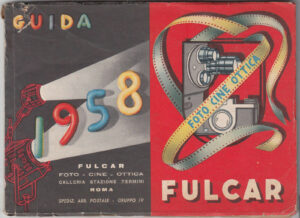 GUIDA
1958
FULCAR
FOTO - CINE - OTTICA
GALLERIA STAZIONE TERMINI
ROMA
SPEDIZ. ABB. POSTALE - GRUPPO IV
FOTO CINE OTTICA
FULCAR